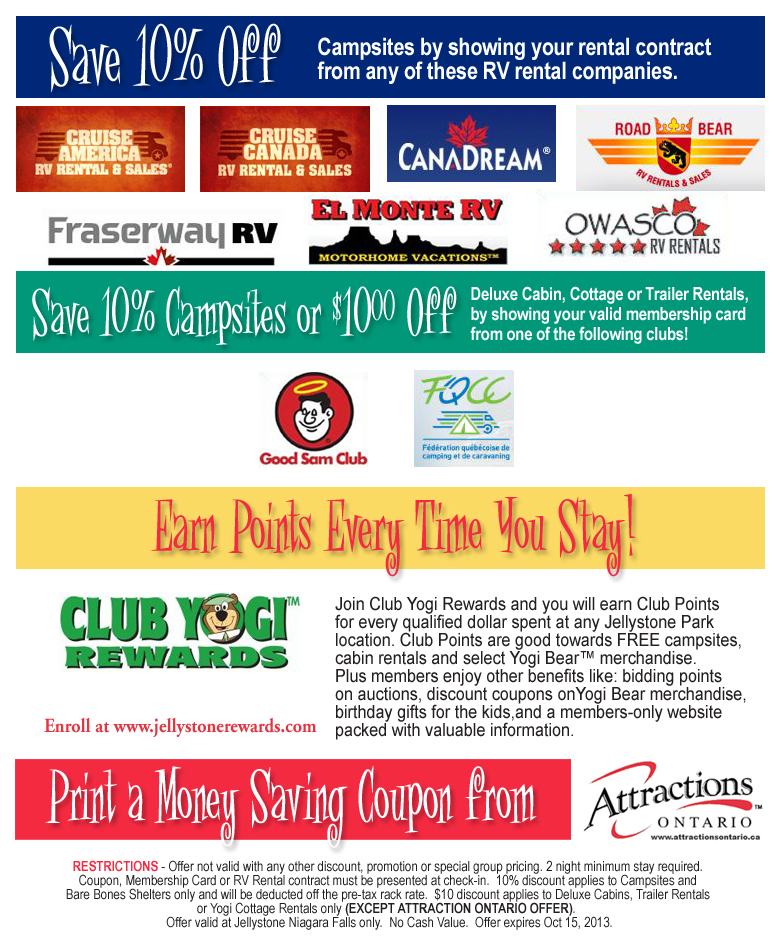 Save 10% Off
Campsites by showing your rental contract
from any of these RV rental companies.
CRUISE
AMERICA
RV RENTAL & SALES®
CRUISE
CANADA
RV RENTAL & SALES
CANADREAM®
ROAD BEAR
RV RENTALS & SALES
Fraserway RV
EL MONTE RV
MOTORHOME VACATIONS™
OWASCO
RV RENTALS
Save 10% Campsites or $10.00 Off
Deluxe Cabin, Cottage or Trailer Rentals,
by showing your valid membership card
from one of the following clubs!
Good Sam Club
FQCC
Fédération québécoise de
camping et de caravaning
Earn Points Every Time You Stay!
CLUB YOGI™
REWARDS
Enroll at www.jellystonerewards.com
Join Club Yogi Rewards and you will earn Club Points
for every qualified dollar spent at any Jellystone Park
location. Club Points are good towards FREE campsites,
cabin rentals and select Yogi Bear™ merchandise.
Plus members enjoy other benefits like: bidding points
on auctions, discount coupons onYogi Bear merchandise,
birthday gifts for the kids,and a members-only website
packed with valuable information.
Print a Money Saving Coupon from
Attractions™
ONTARIO
www.attractionsontario.ca
RESTRICTIONS - Offer not valid with any other discount, promotion or special group pricing. 2 night minimum stay required.
Coupon, Membership Card or RV Rental contract must be presented at check-in. 10% discount applies to Campsites and
Bare Bones Shelters only and will be deducted off the pre-tax rack rate. $10 discount applies to Deluxe Cabins, Trailer Rentals
or Yogi Cottage Rentals only (EXCEPT ATTRACTION ONTARIO OFFER).
Offer valid at Jellystone Niagara Falls only. No Cash Value. Offer expires Oct 15, 2013.